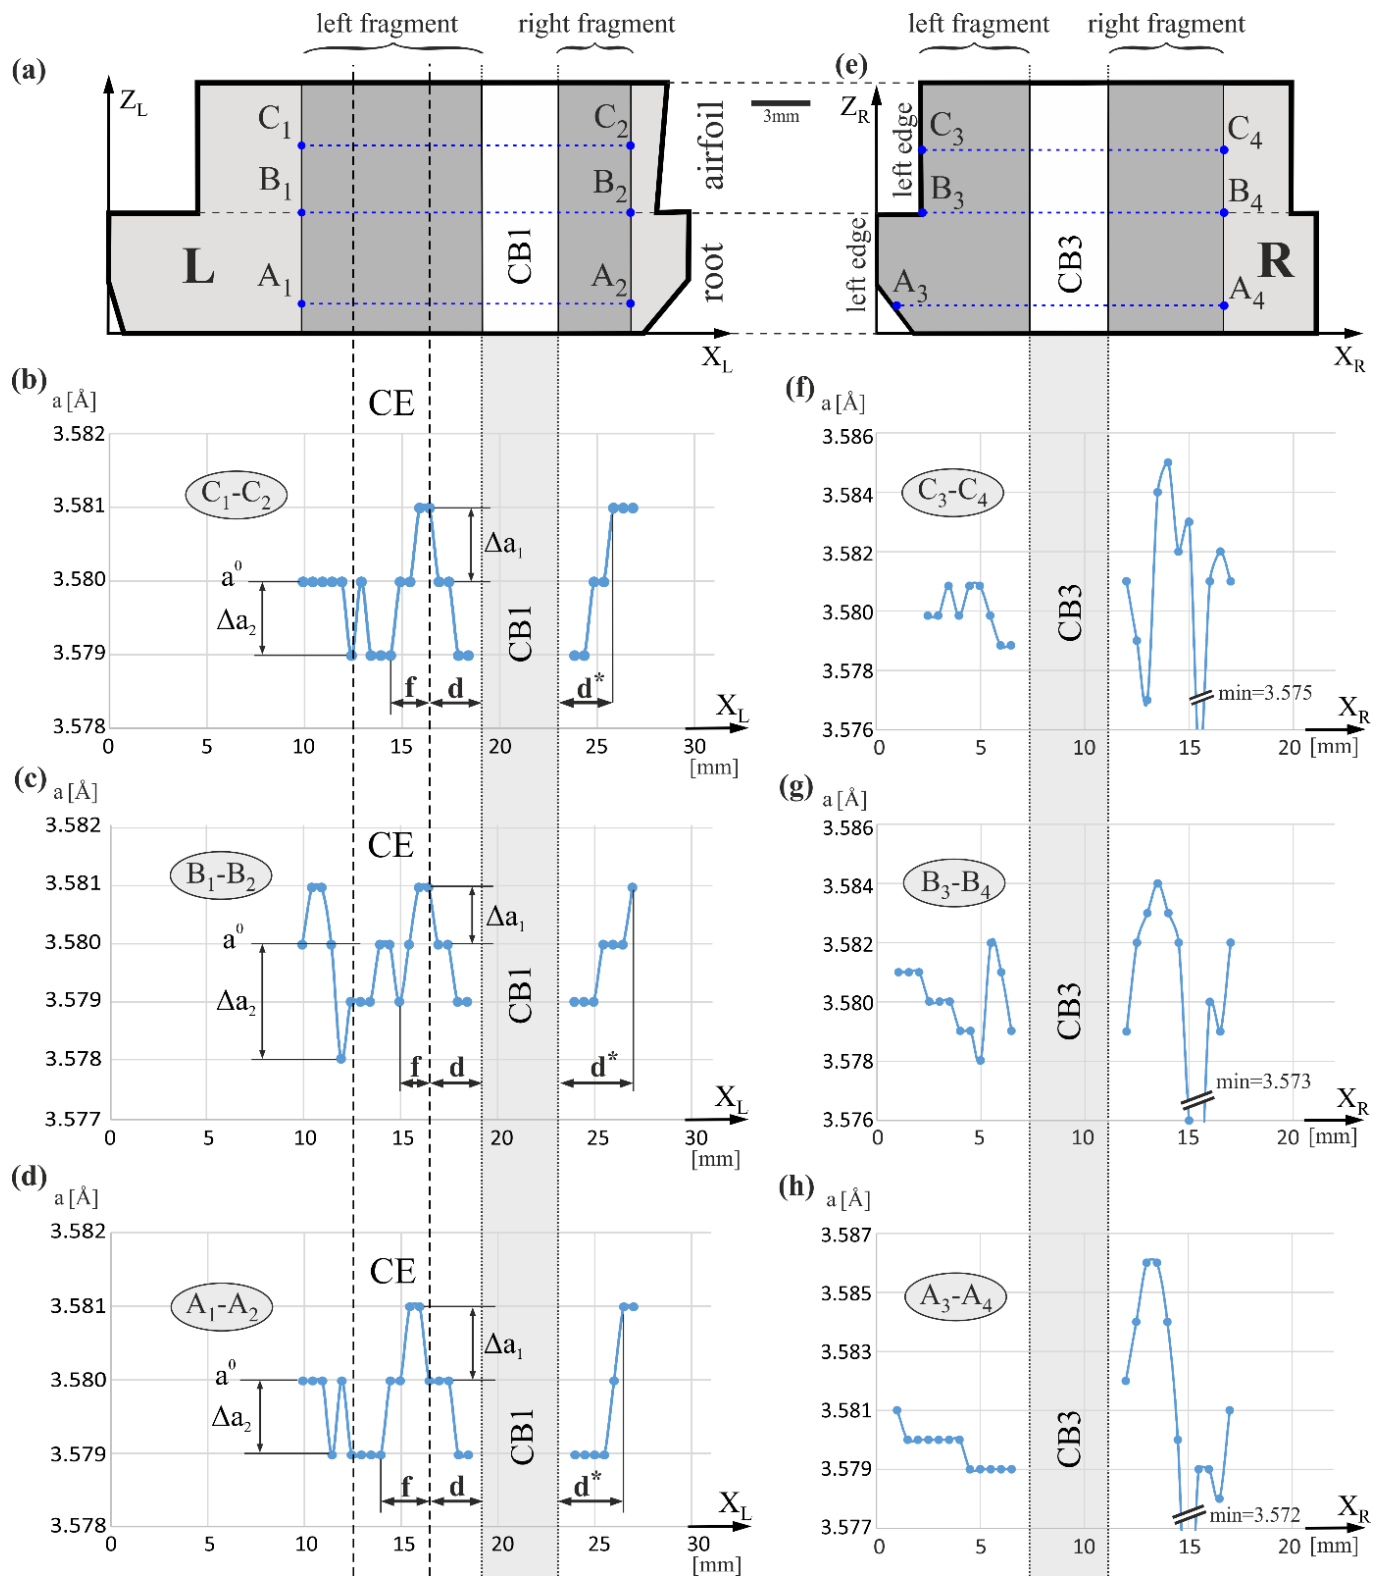 left fragment
right fragment
(a)
Z_L
C_1
C_2
B_1
B_2
L
A_1
A_2
CB1
X_L
airfoil
root
3mm
left fragment
right fragment
(e)
Z_R
left edge
left edge
C_3
C_4
B_3
B_4
A_3
A_4
CB3
R
X_R
(b)
a [Å]
CE
3.582
3.581
3.580
3.579
3.578
C_1-C_2
a^0
Δa_1
Δa_2
f
d
d*
CB1
X_L
0 5 10 15 20 25 30
[mm]
(c)
a [Å]
CE
3.582
3.581
3.580
3.579
3.578
3.577
B_1-B_2
a^0
Δa_1
Δa_2
f
d
d*
CB1
X_L
0 5 10 15 20 25 30
[mm]
(d)
a [Å]
CE
3.582
3.581
3.580
3.579
3.578
A_1-A_2
a^0
Δa_1
Δa_2
f
d
d*
CB1
X_L
0 5 10 15 20 25 30
[mm]
(f)
a [Å]
3.586
3.584
3.582
3.580
3.578
3.576
C_3-C_4
CB3
min=3.575
X_R
0 5 10 15 20 [mm]
(g)
a [Å]
3.586
3.584
3.582
3.580
3.578
3.576
B_3-B_4
CB3
min=3.573
X_R
0 5 10 15 20 [mm]
(h)
a [Å]
3.587
3.585
3.583
3.581
3.579
3.577
A_3-A_4
CB3
min=3.572
X_R
0 5 10 15 20 [mm]